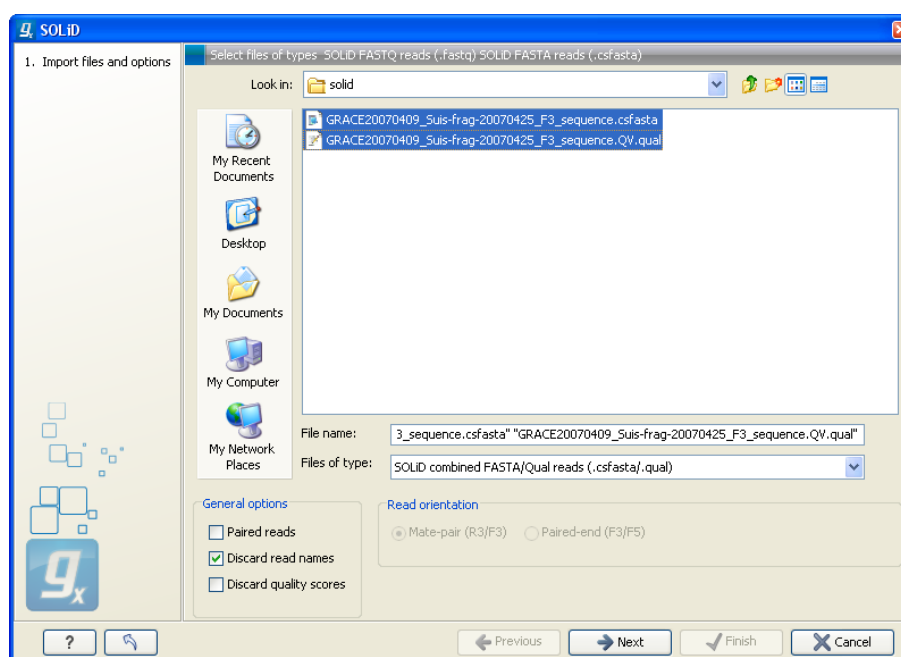 SOLiD
1. Import files and options
Select files of types SOLiD FASTQ reads (.fastq) SOLiD FASTA reads (.csfasta)
Look in:
solid
GRACE20070409_Suis-frag-20070425_F3_sequence.csfasta
GRACE20070409_Suis-frag-20070425_F3_sequence.QV.qual
My Recent
Documents
Desktop
My Documents
My Computer
My Network
Places
File name:
3_sequence.csfasta" "GRACE20070409_Suis-frag-20070425_F3_sequence.QV.qual"
Files of type:
SOLiD combined FASTA/Qual reads (.csfasta/.qual)
General options
Paired reads
Discard read names
Discard quality scores
Read orientation
Mate-pair (R3/F3)
Paired-end (F3/F5)
gx
?
Previous
Next
Finish
Cancel